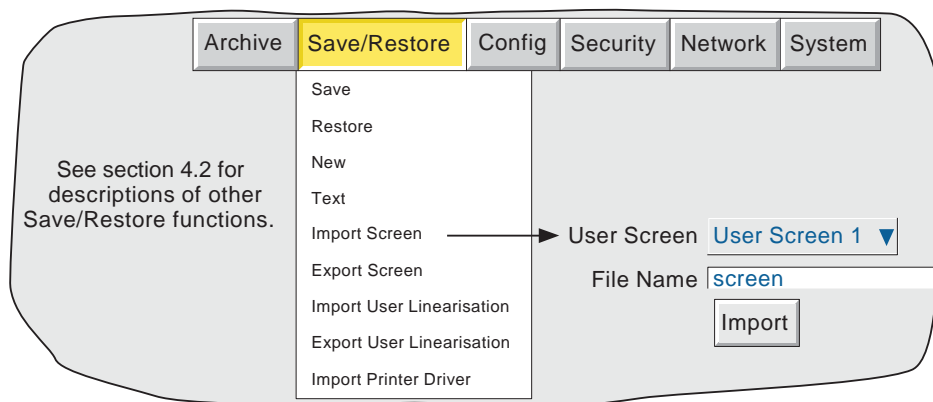 Archive Save/Restore Config Security Network System
Save
Restore
New
Text
Import Screen
Export Screen
Import User Linearisation
Export User Linearisation
Import Printer Driver
See section 4.2 for
descriptions of other
Save/Restore functions.
User Screen User Screen 1
File Name screen
Import